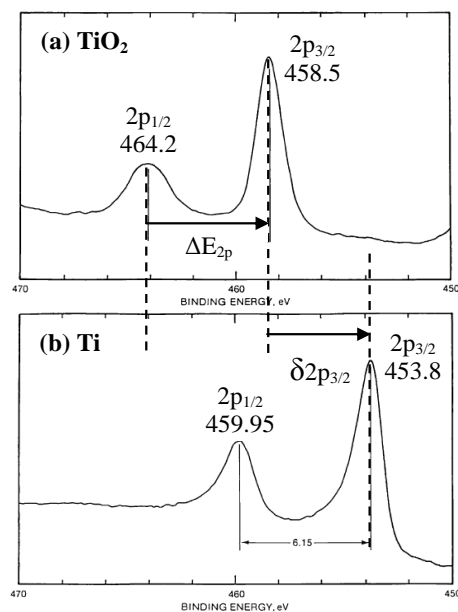 (a) TiO₂
2p₃/₂
458.5
2p₁/₂
464.2
ΔE₂ₚ
470 460 450
BINDING ENERGY, eV
(b) Ti
δ2p₃/₂
2p₃/₂
453.8
2p₁/₂
459.95
6.15
470 460 450
BINDING ENERGY, eV